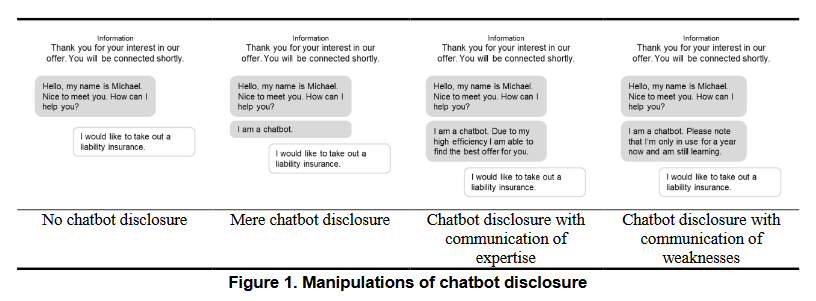 Information
Thank you for your interest in our
offer. You will be connected shortly.
Hello, my name is Michael.
Nice to meet you. How can I
help you?
I would like to take out a
liability insurance.
No chatbot disclosure
Information
Thank you for your interest in our
offer. You will be connected shortly.
Hello, my name is Michael.
Nice to meet you. How can I
help you?
I am a chatbot.
I would like to take out a
liability insurance.
Mere chatbot disclosure
Information
Thank you for your interest in our
offer. You will be connected shortly.
Hello, my name is Michael.
Nice to meet you. How can I
help you?
I am a chatbot. Due to my
high efficiency I am able to
find the best offer for you.
I would like to take out a
liability insurance.
Chatbot disclosure with
communication of
expertise
Information
Thank you for your interest in our
offer. You will be connected shortly.
Hello, my name is Michael.
Nice to meet you. How can I
help you?
I am a chatbot. Please note
that I'm only in use for a year
now and am still learning.
I would like to take out a
liability insurance.
Chatbot disclosure with
communication of
weaknesses
Figure 1. Manipulations of chatbot disclosure